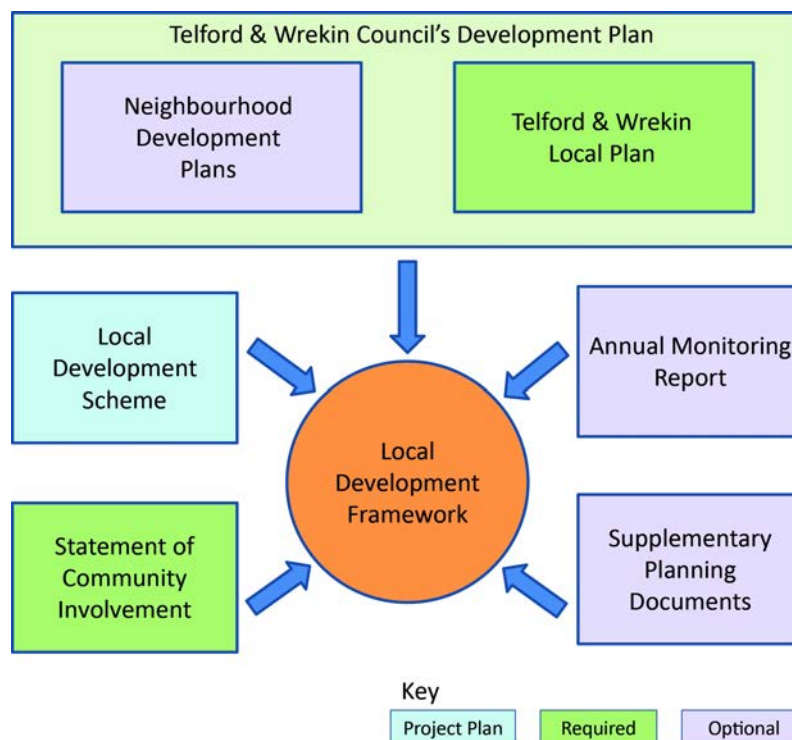 Telford & Wrekin Council's Development Plan
Neighbourhood
Development
Plans
Telford & Wrekin
Local Plan
Local
Development
Scheme
Annual Monitoring
Report
Local
Development
Framework
Statement of
Community
Involvement
Supplementary
Planning
Documents
Key
Project Plan
Required
Optional